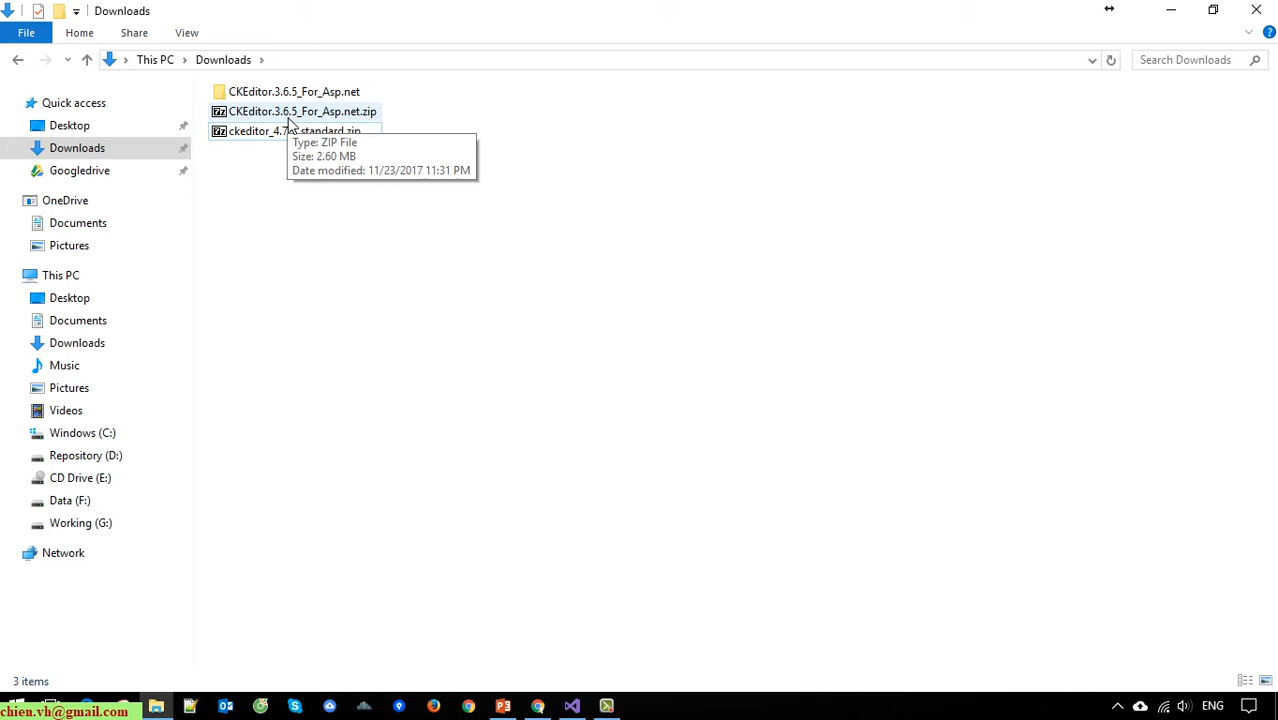 Downloads
File
Home
Share
View
This PC
Downloads
Search Downloads
Quick access
Desktop
Downloads
Googledrive
OneDrive
Documents
Pictures
This PC
Desktop
Documents
Downloads
Music
Pictures
Videos
Windows (C:)
Repository (D:)
CD Drive (E:)
Data (F:)
Working (G:)
Network
CKEditor.3.6.5_For_Asp.net
CKEditor.3.6.5_For_Asp.net.zip
standard.zip
Type: ZIP File
Size: 2.60 MB
Date modified: 11/23/2017 11:31 PM
3 items
chien.vh@gmail.com
ENG